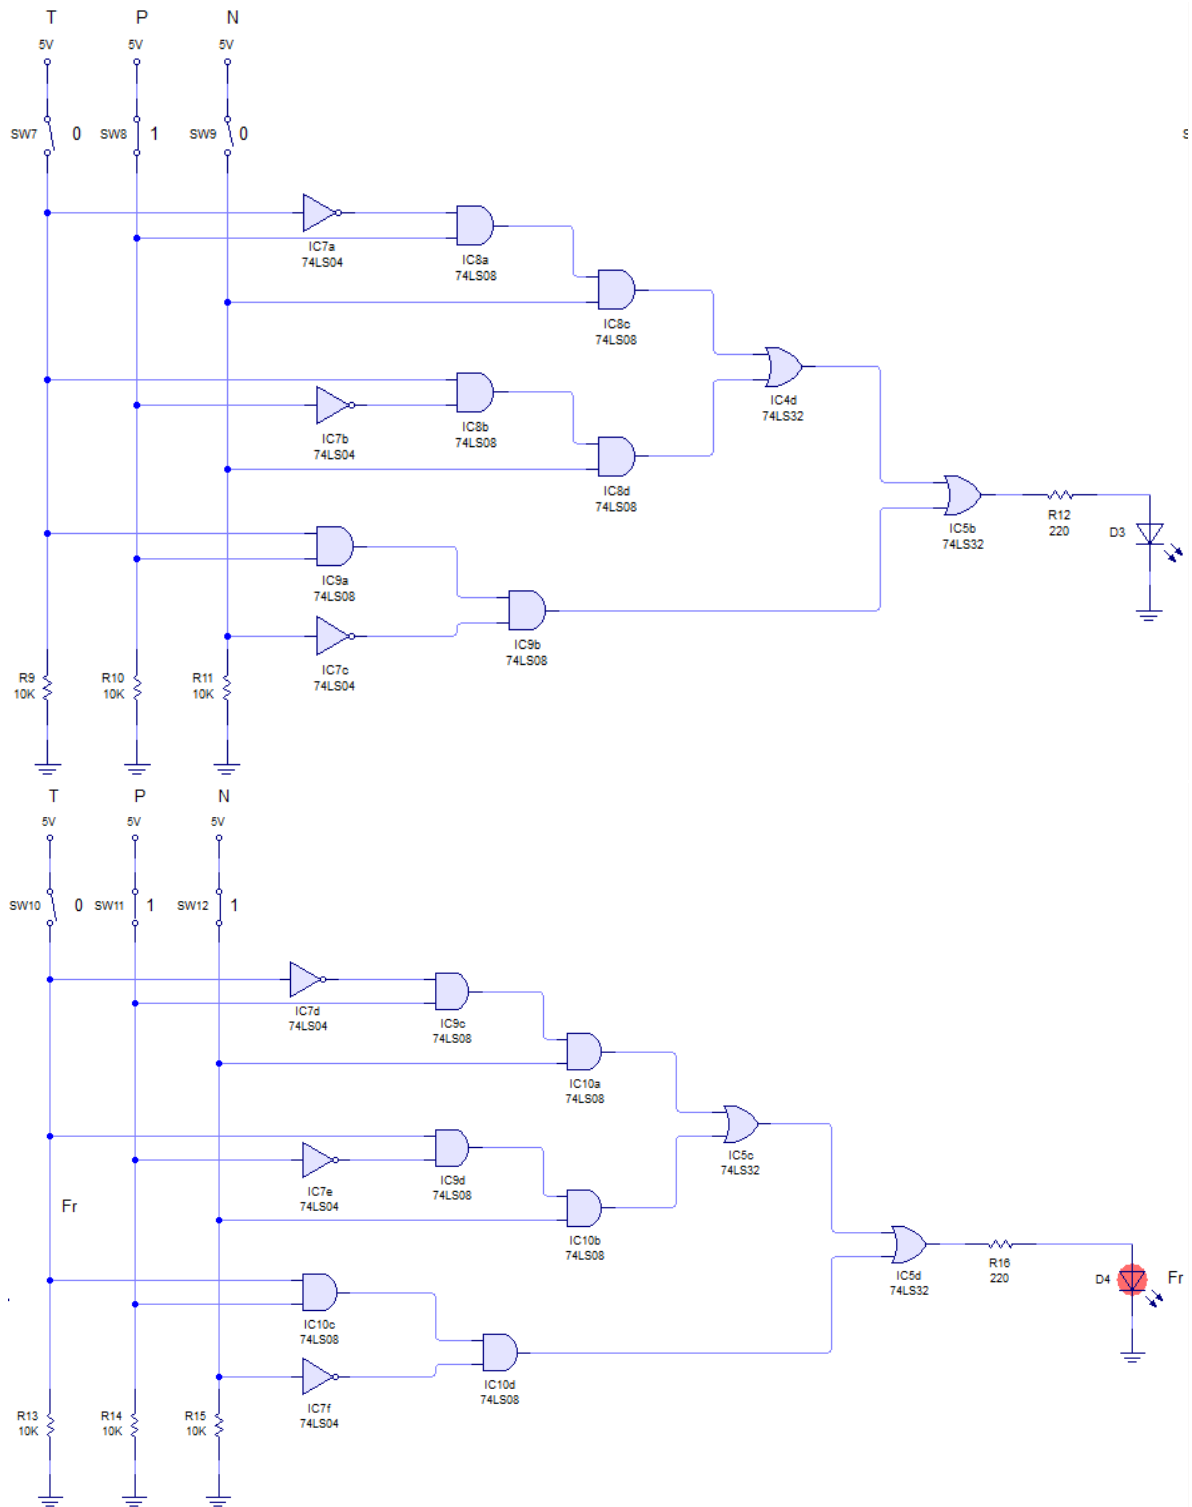 T P N
5V 5V 5V
SW7 0 SW8 1 SW9 0
IC7a
74LS04
IC8a
74LS08
IC8c
74LS08
IC4d
74LS32
IC7b
74LS04
IC8b
74LS08
IC8d
74LS08
IC5b
74LS32
R12
220
D3
IC9a
74LS08
IC9b
74LS08
IC7c
74LS04
R9
10K
R10
10K
R11
10K
T P N
5V 5V 5V
SW10 0 SW11 1 SW12 1
IC7d
74LS04
IC9c
74LS08
IC10a
74LS08
IC5c
74LS32
IC7e
74LS04
IC9d
74LS08
Fr
IC10b
74LS08
IC5d
74LS32
R16
220
D4
Fr
IC10c
74LS08
IC10d
74LS08
IC7f
74LS04
R13
10K
R14
10K
R15
10K